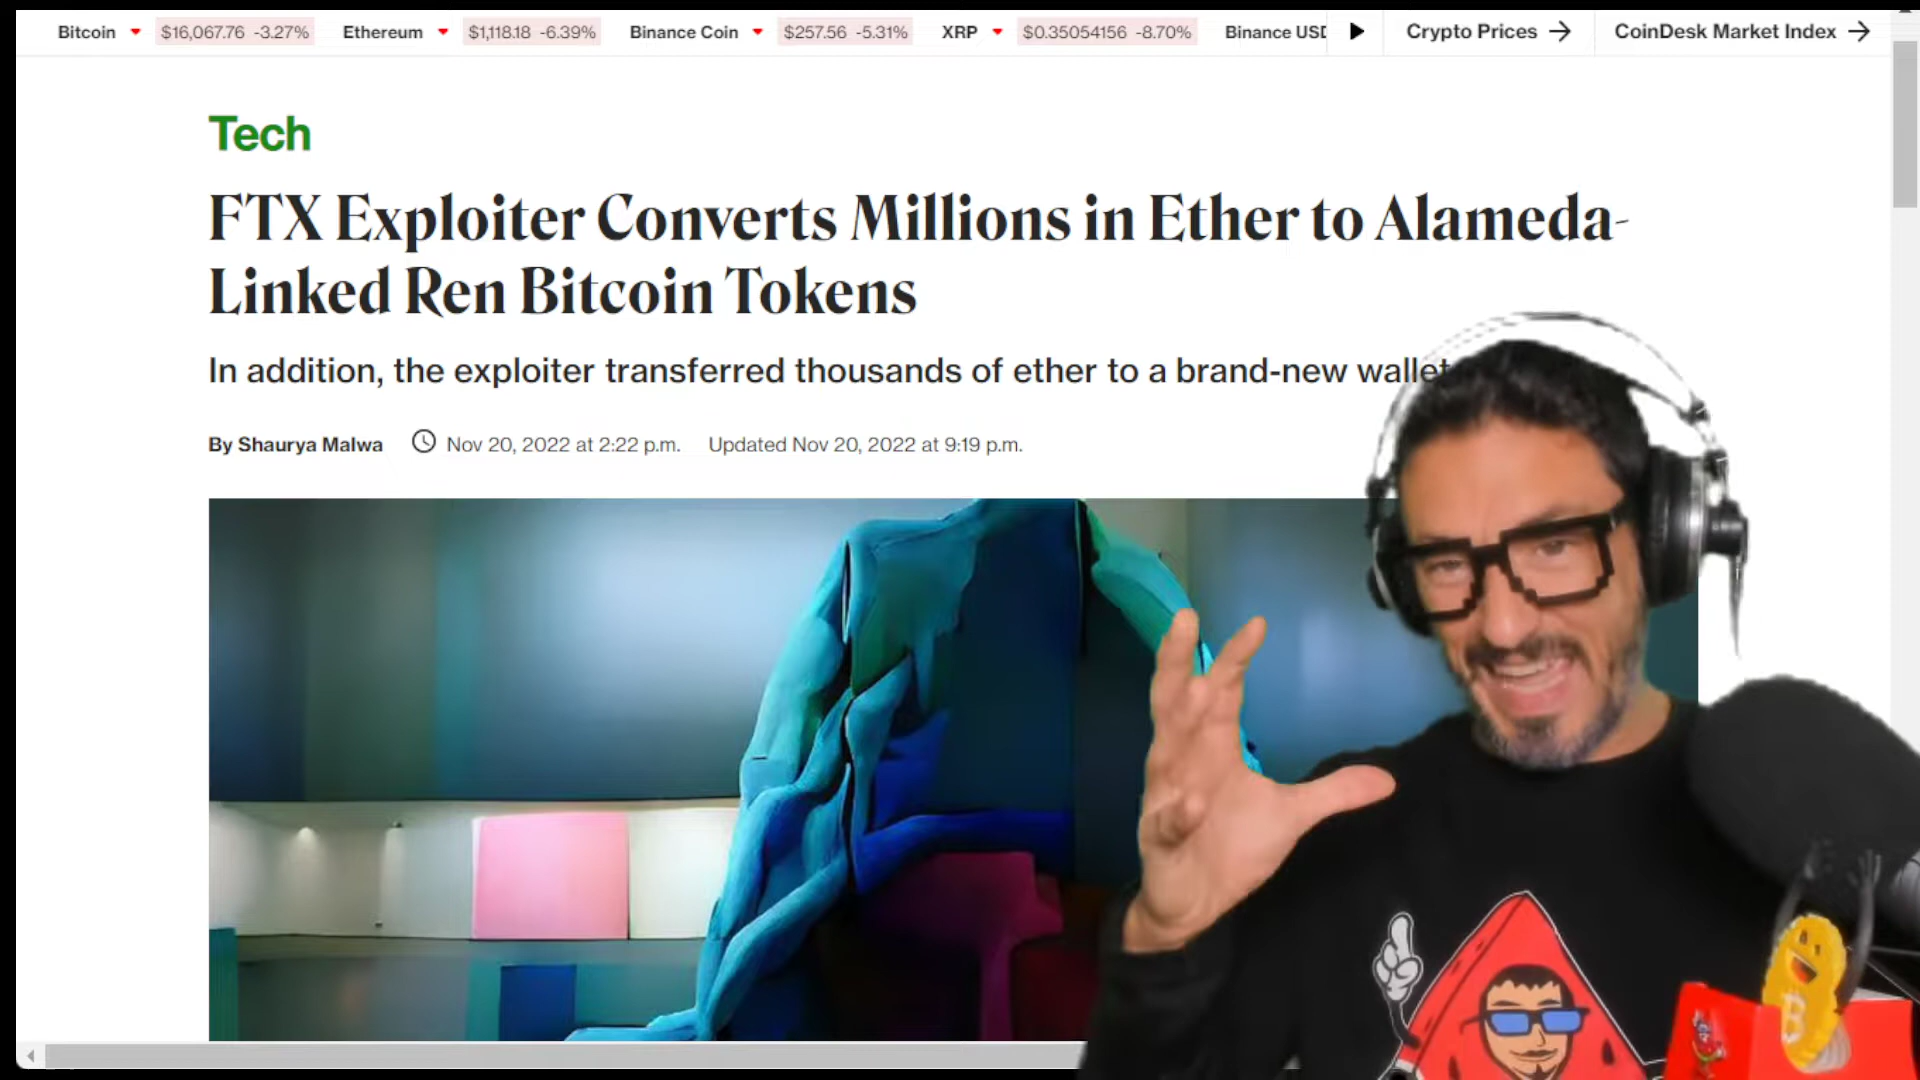 Bitcoin $16,067.76 -3.27% Ethereum $1,118.18 -6.39% Binance Coin $257.56 -5.31% XRP $0.35054156 -8.70% Binance USD Crypto Prices → CoinDesk Market Index →
Tech
FTX Exploiter Converts Millions in Ether to Alameda-
Linked Ren Bitcoin Tokens
In addition, the exploiter transferred thousands of ether to a brand-new wallet
By Shaurya Malwa Nov 20, 2022 at 2:22 p.m. Updated Nov 20, 2022 at 9:19 p.m.